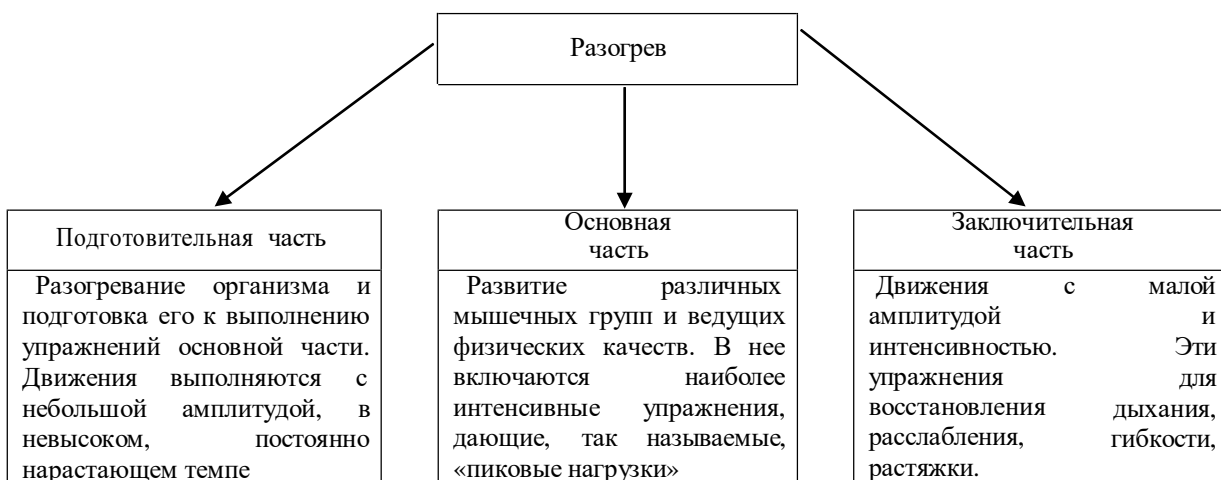 Разогрев
Подготовительная часть
Разогревание организма и
подготовка его к выполнению
упражнений основной части.
Движения выполняются с
небольшой амплитудой, в
невысоком, постоянно
нарастающем темпе
Основная
часть
Развитие различных
мышечных групп и ведущих
физических качеств. В нее
включаются наиболее
интенсивные упражнения,
дающие, так называемые,
«пиковые нагрузки»
Заключительная
часть
Движения с малой
амплитудой и
интенсивностью. Эти
упражнения для
восстановления дыхания,
расслабления, гибкости,
растяжки.